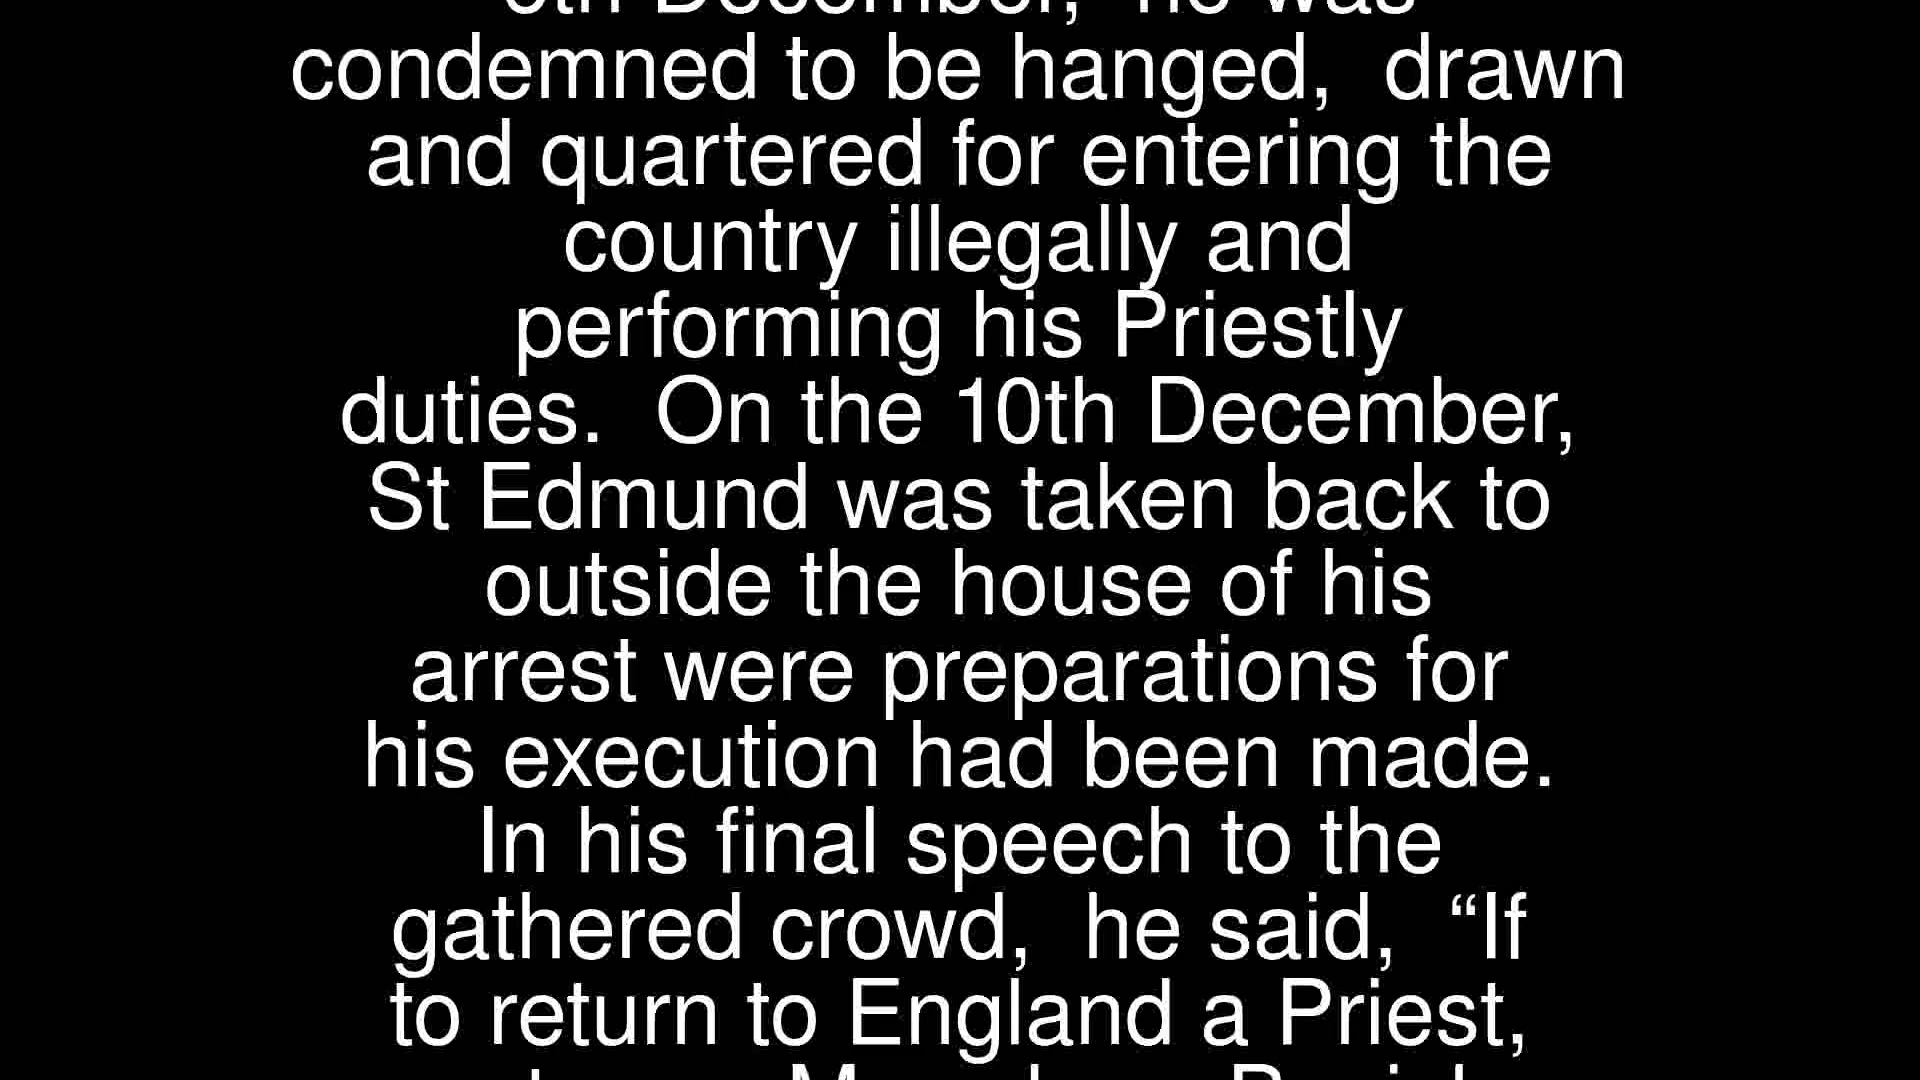 December, he was
condemned to be hanged, drawn
and quartered for entering the
country illegally and
performing his Priestly
duties. On the 10th December,
St Edmund was taken back to
outside the house of his
arrest were preparations for
his execution had been made.
In his final speech to the
gathered crowd, he said, “If
to return to England a Priest,